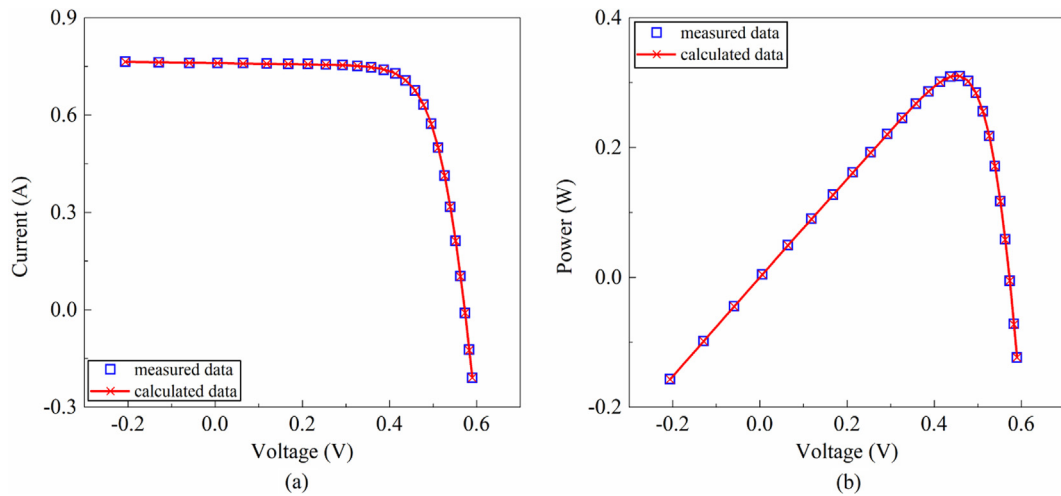 0.9
0.6
0.3
0.0
-0.3
Current (A)
measured data
calculated data
-0.2
0.0
0.2
0.4
0.6
Voltage (V)
(a)
0.4
0.2
0.0
-0.2
Power (W)
measured data
calculated data
-0.2
0.0
0.2
0.4
0.6
Voltage (V)
(b)